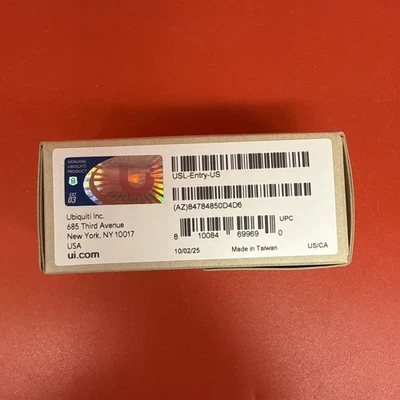 GENUINE
UBIQUITI
PRODUCT
03
Ubiquiti Inc.
685 Third Avenue
New York, NY 10017
USA
ui.com
USL-Entry-US
(AZ)84784850D4D6
UPC
8 10084 69969 0
10/02/25 Made in Taiwan US/CA